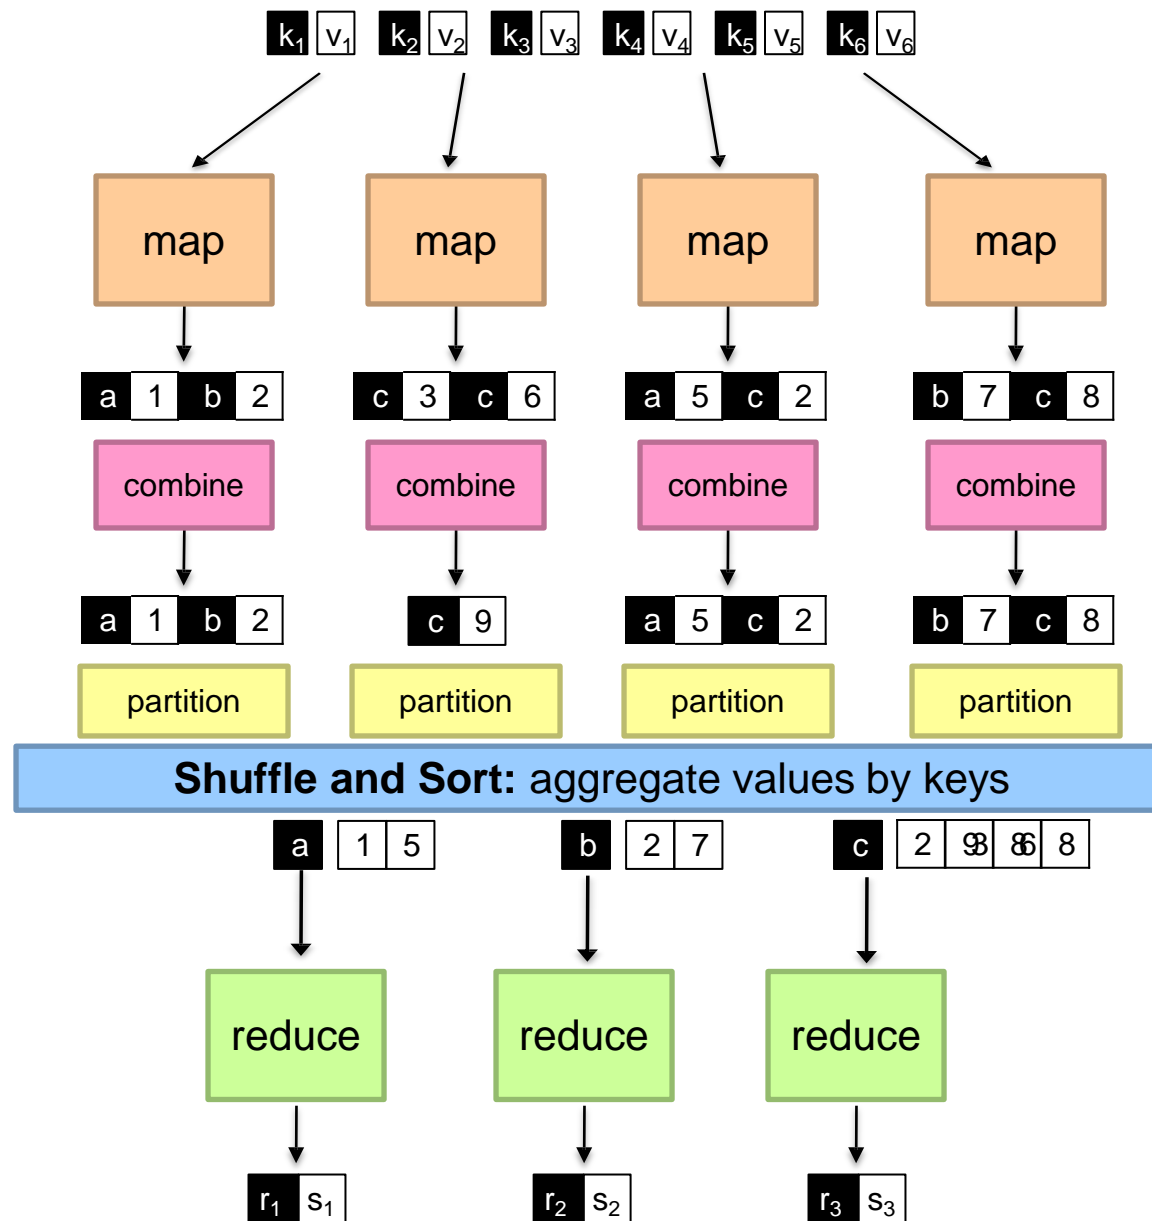 k₁ v₁ k₂ v₂ k₃ v₃ k₄ v₄ k₅ v₅ k₆ v₆
map map map map
a 1 b 2 c 3 c 6 a 5 c 2 b 7 c 8
combine combine combine combine
a 1 b 2 c 9 a 5 c 2 b 7 c 8
partition partition partition partition
Shuffle and Sort: aggregate values by keys
a 1 5 b 2 7 c 2 8
reduce reduce reduce
r₁ s₁ r₂ s₂ r₃ s₃